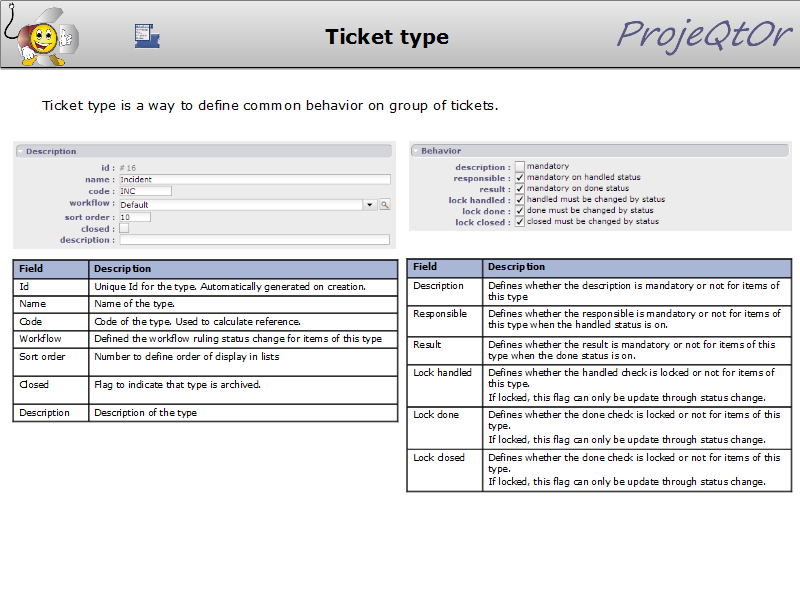 Ticket type
ProjeQtOr
Ticket type is a way to define common behavior on group of tickets.
Description
id : # 16
name : Incident
code : INC
workflow : Default
sort order : 10
closed :
description :
Field Description
Id Unique Id for the type. Automatically generated on creation.
Name Name of the type.
Code Code of the type. Used to calculate reference.
Workflow Defined the workflow ruling status change for items of this type
Sort order Number to define order of display in lists
Closed Flag to indicate that type is archived.
Description Description of the type
Behavior
description : mandatory
responsible : mandatory on handled status
result : mandatory on done status
lock handled : handled must be changed by status
lock done : done must be changed by status
lock closed : closed must be changed by status
Field Description
Description Defines whether the description is mandatory or not for items of
this type
Responsible Defines whether the responsible is mandatory or not for items of
this type when the handled status is on.
Result Defines whether the result is mandatory or not for items of this
type when the done status is on.
Lock handled Defines whether the handled check is locked or not for items of
this type.
If locked, this flag can only be update through status change.
Lock done Defines whether the done check is locked or not for items of this
type.
If locked, this flag can only be update through status change.
Lock closed Defines whether the done check is locked or not for items of this
type.
If locked, this flag can only be update through status change.